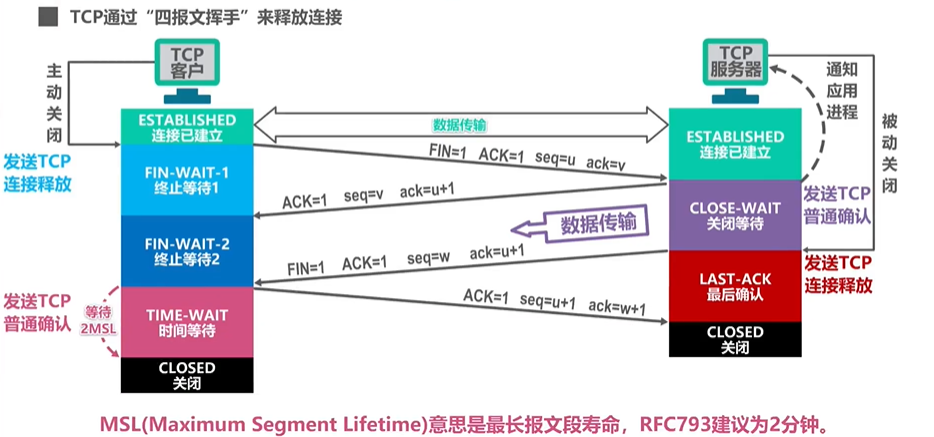 TCP通过“四报文挥手”来释放连接
TCP
客户
TCP
服务器
主动关闭
通知
应用
进程
被动关闭
ESTABLISHED
连接已建立
数据传输
ESTABLISHED
连接已建立
FIN=1 ACK=1 seq=u ack=v
发送TCP
连接释放
FIN-WAIT-1
终止等待1
ACK=1 seq=v ack=u+1
CLOSE-WAIT
关闭等待
发送TCP
普通确认
数据传输
FIN-WAIT-2
终止等待2
FIN=1 ACK=1 seq=w ack=u+1
LAST-ACK
最后确认
发送TCP
连接释放
发送TCP
普通确认
等待
2MSL
TIME-WAIT
时间等待
ACK=1 seq=u+1 ack=w+1
CLOSED
关闭
CLOSED
关闭
MSL(Maximum Segment Lifetime)意思是最长报文段寿命，RFC793建议为2分钟。